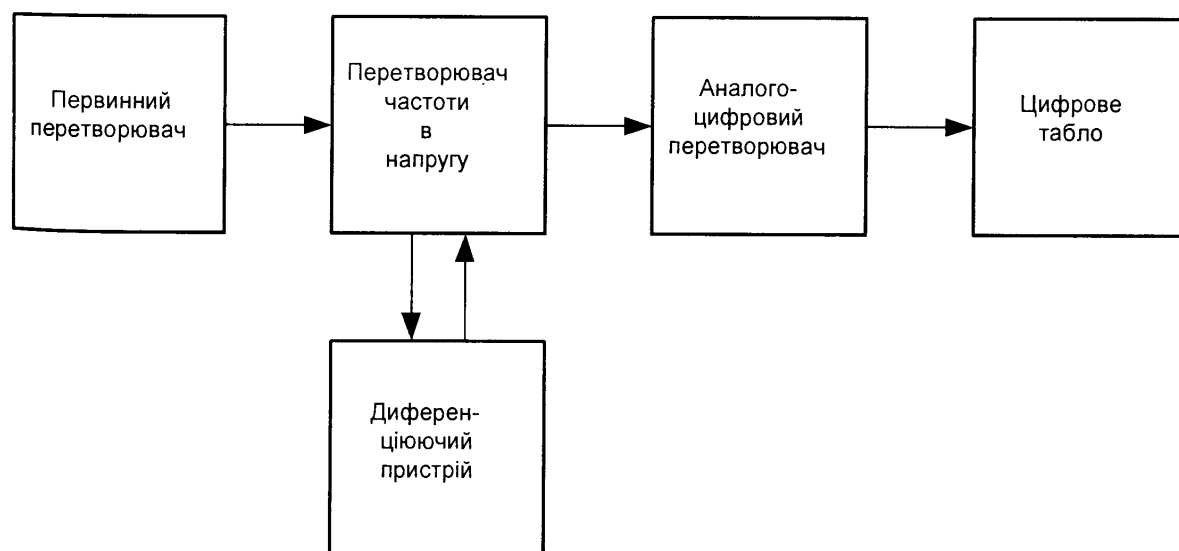 Первинний
перетворювач
Перетворювач
частоти
в
напругу
Аналого-
цифровий
перетворювач
Цифрове
табло
Диферен-
ціюючий
пристрій